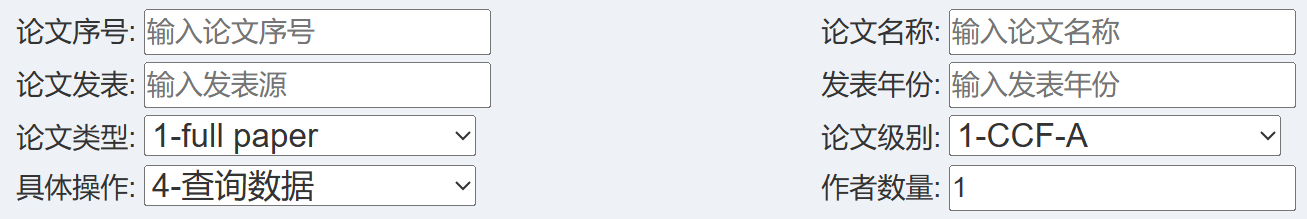 论文序号: 输入论文序号 论文名称: 输入论文名称
论文发表: 输入发表源 发表年份: 输入发表年份
论文类型: 1-full paper 论文级别: 1-CCF-A
具体操作: 4-查询数据 作者数量: 1